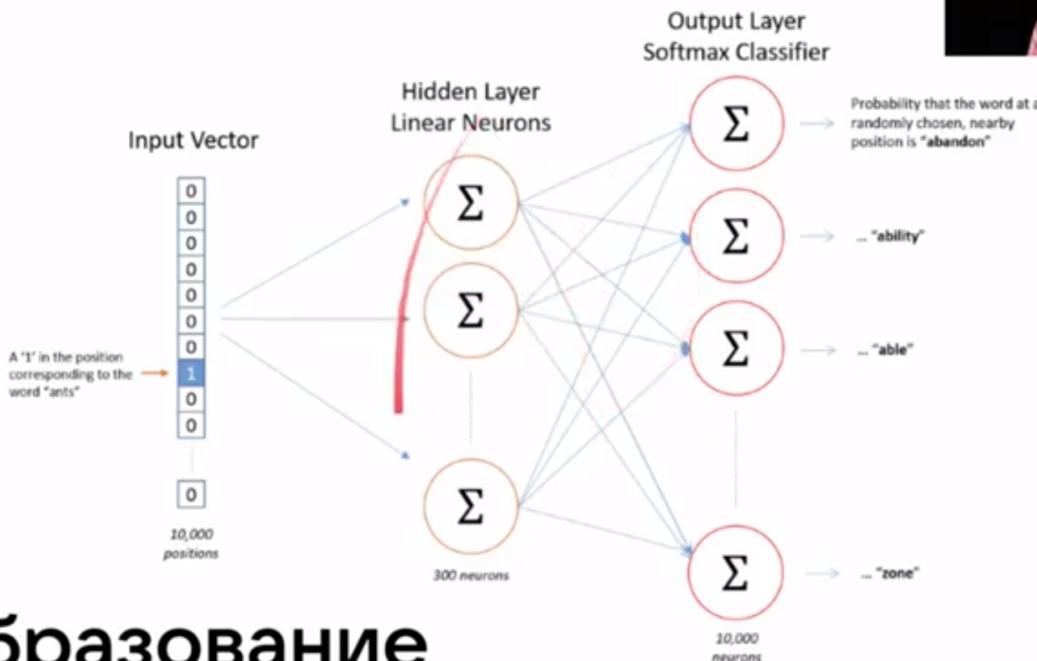 Output Layer
Softmax Classifier
Hidden Layer
Linear Neurons
Input Vector
0
0
0
0
0
0
0
1
0
0
0
A '1' in the position
corresponding to the
word "ants"
10,000
positions
Σ
Σ
Σ
300 neurons
Σ
Σ
Σ
Σ
10,000
neurons
Probability that the word at a
randomly chosen, nearby
position is "abandon"
... "ability"
... "able"
... "zone"
бразование